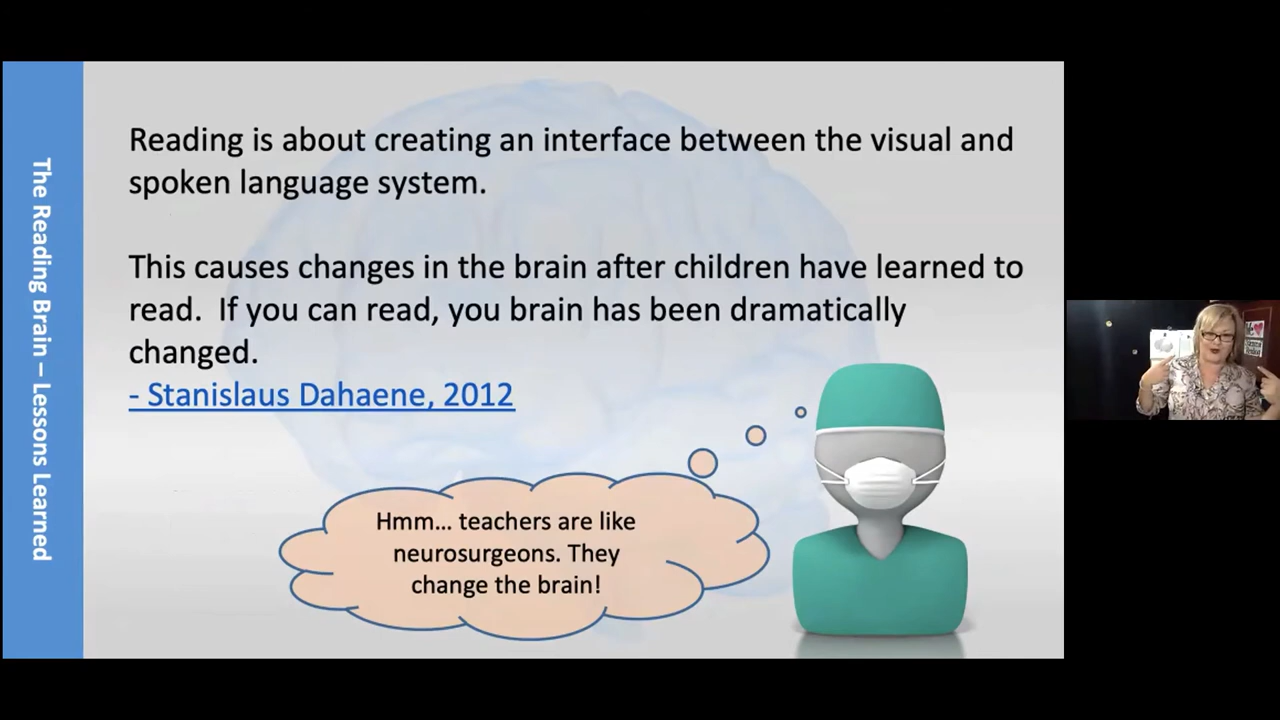 The Reading Brain – Lessons Learned
Reading is about creating an interface between the visual and
spoken language system.
This causes changes in the brain after children have learned to
read.  If you can read, you brain has been dramatically
changed.
- Stanislaus Dahaene, 2012
Hmm... teachers are like
neurosurgeons. They
change the brain!